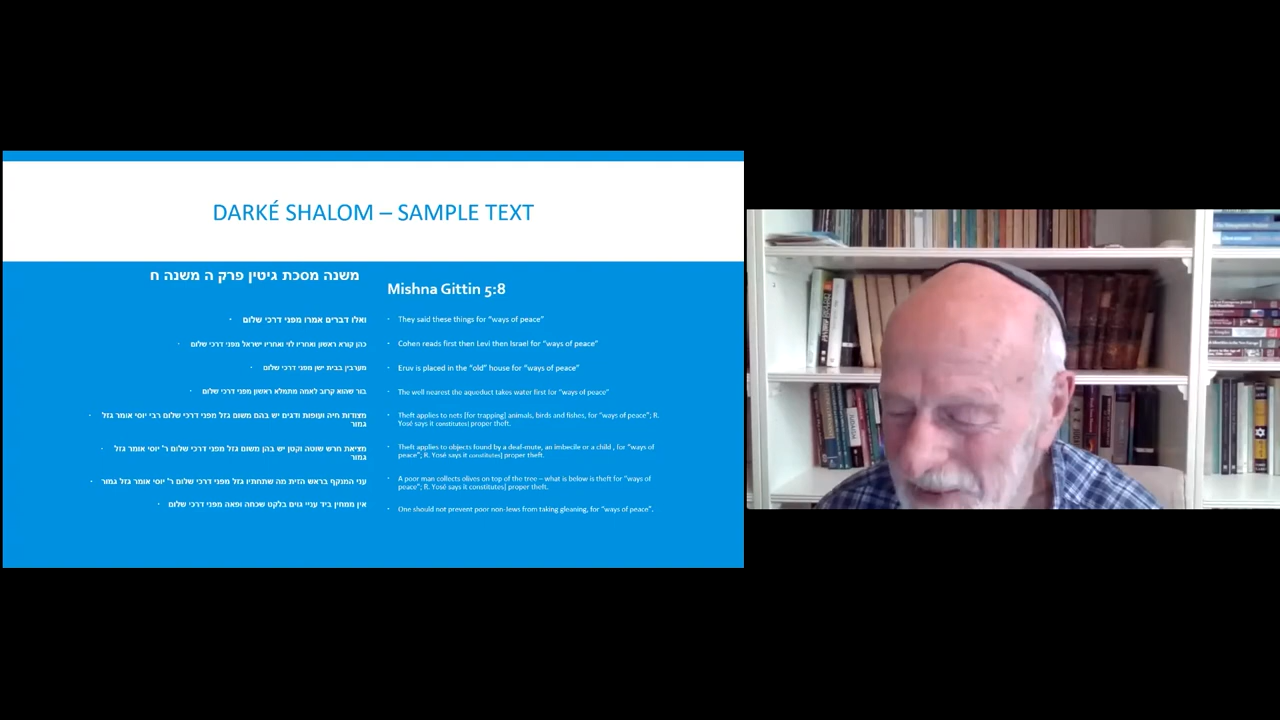 DARKÉ SHALOM – SAMPLE TEXT
משנה מסכת גיטין פרק ה משנה ח
ואלו דברים אמרו מפני דרכי שלום
כהן קורא ראשון ואחריו לוי ואחריו ישראל מפני דרכי שלום
מערבין בבית ישן מפני דרכי שלום
בור שהוא קרוב לאמה מתמלא ראשון מפני דרכי שלום
מצודות חיה ועופות ודגים יש בהם משום גזל מפני דרכי שלום רבי יוסי אומר גזל
גמור
מציאת חרש שוטה וקטן יש בהן משום גזל מפני דרכי שלום ר' יוסי אומר גזל
גמור
עני המנקף בראש הזית מה שתחתיו גזל מפני דרכי שלום ר' יוסי אומר גזל גמור
אין ממחין ביד עניי גוים בלקט שכחה ופאה מפני דרכי שלום
Mishna Gittin 5:8
They said these things for "ways of peace"
Cohen reads first then Levi then Israel for "ways of peace"
Eruv is placed in the "old" house for "ways of peace"
The well nearest the aqueduct takes water first for "ways of peace"
Theft applies to nets [for trapping] animals, birds and fishes, for "ways of peace"; R.
Yosé says it constitutes] proper theft.
Theft applies to objects found by a deaf-mute, an imbecile or a child , for "ways of
peace"; R. Yosé says it constitutes] proper theft.
A poor man collects olives on top of the tree – what is below is theft for "ways of
peace"; R. Yosé says it constitutes] proper theft.
One should not prevent poor non-Jews from taking gleaning, for "ways of peace".